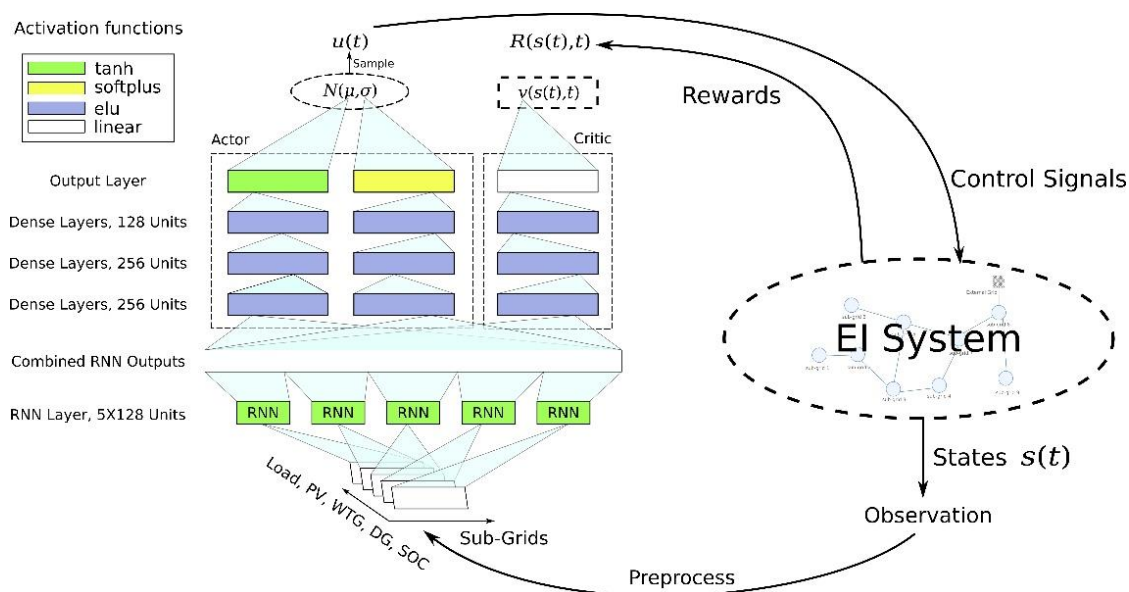 Activation functions
tanh
softplus
elu
linear
u(t)
Sample
N(μ,σ)
R(s(t),t)
v(s(t),t)
Rewards
Control Signals
Actor
Critic
Output Layer
Dense Layers, 128 Units
Dense Layers, 256 Units
Dense Layers, 256 Units
Combined RNN Outputs
RNN Layer, 5X128 Units
RNN RNN RNN RNN RNN
Load, PV, WTG, DG, SOC
Sub-Grids
External Grid
EI System
States s(t)
Observation
Preprocess